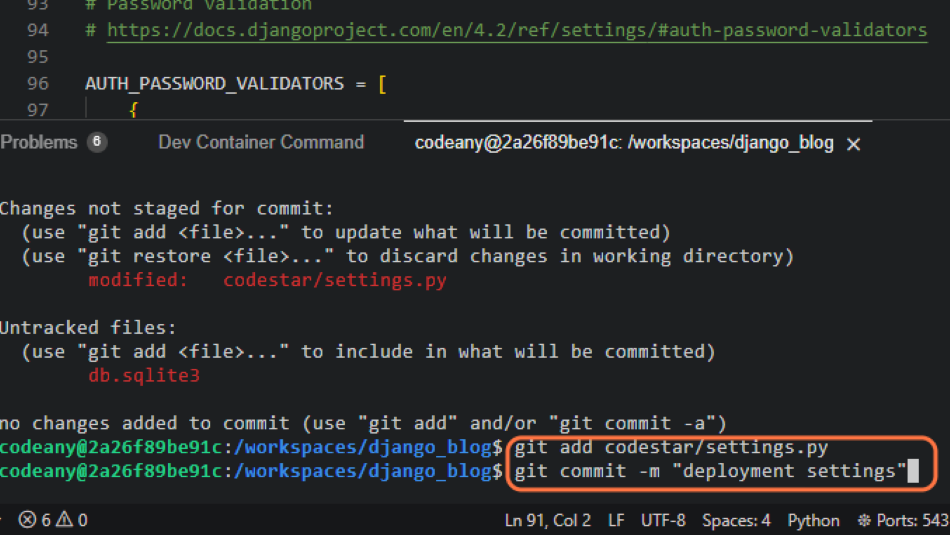 93 # Password validation
94 # https://docs.djangoproject.com/en/4.2/ref/settings/#auth-password-validators
95
96 AUTH_PASSWORD_VALIDATORS = [
97 {
Problems 6 Dev Container Command codeany@2a26f89be91c: /workspaces/django_blog
Changes not staged for commit:
(use "git add <file>..." to update what will be committed)
(use "git restore <file>..." to discard changes in working directory)
modified: codestar/settings.py
Untracked files:
(use "git add <file>..." to include in what will be committed)
db.sqlite3
no changes added to commit (use "git add" and/or "git commit -a")
codeany@2a26f89be91c:/workspaces/django_blog$ git add codestar/settings.py
codeany@2a26f89be91c:/workspaces/django_blog$ git commit -m "deployment settings"
6 0 Ln 91, Col 2 LF UTF-8 Spaces: 4 Python Ports: 543